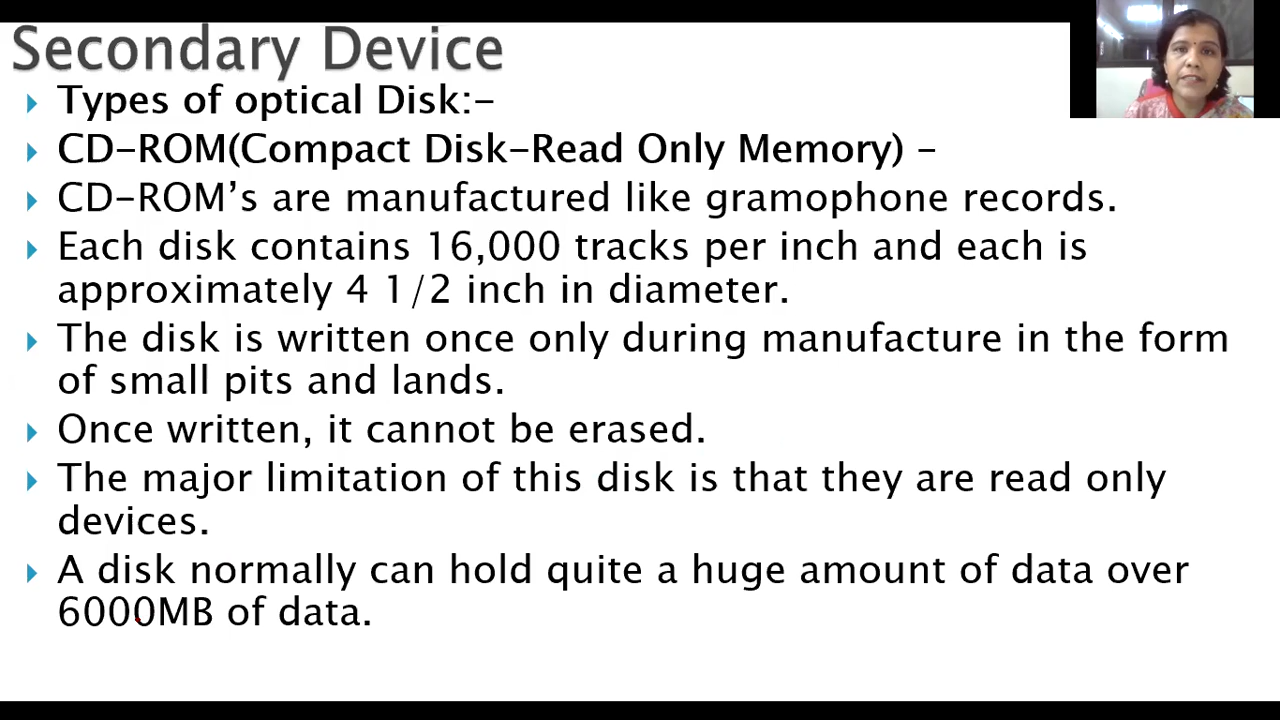 Secondary Device
Types of optical Disk:-
CD-ROM(Compact Disk-Read Only Memory) -
CD-ROM’s are manufactured like gramophone records.
Each disk contains 16,000 tracks per inch and each is
approximately 4 1/2 inch in diameter.
The disk is written once only during manufacture in the form
of small pits and lands.
Once written, it cannot be erased.
The major limitation of this disk is that they are read only
devices.
A disk normally can hold quite a huge amount of data over
6000MB of data.